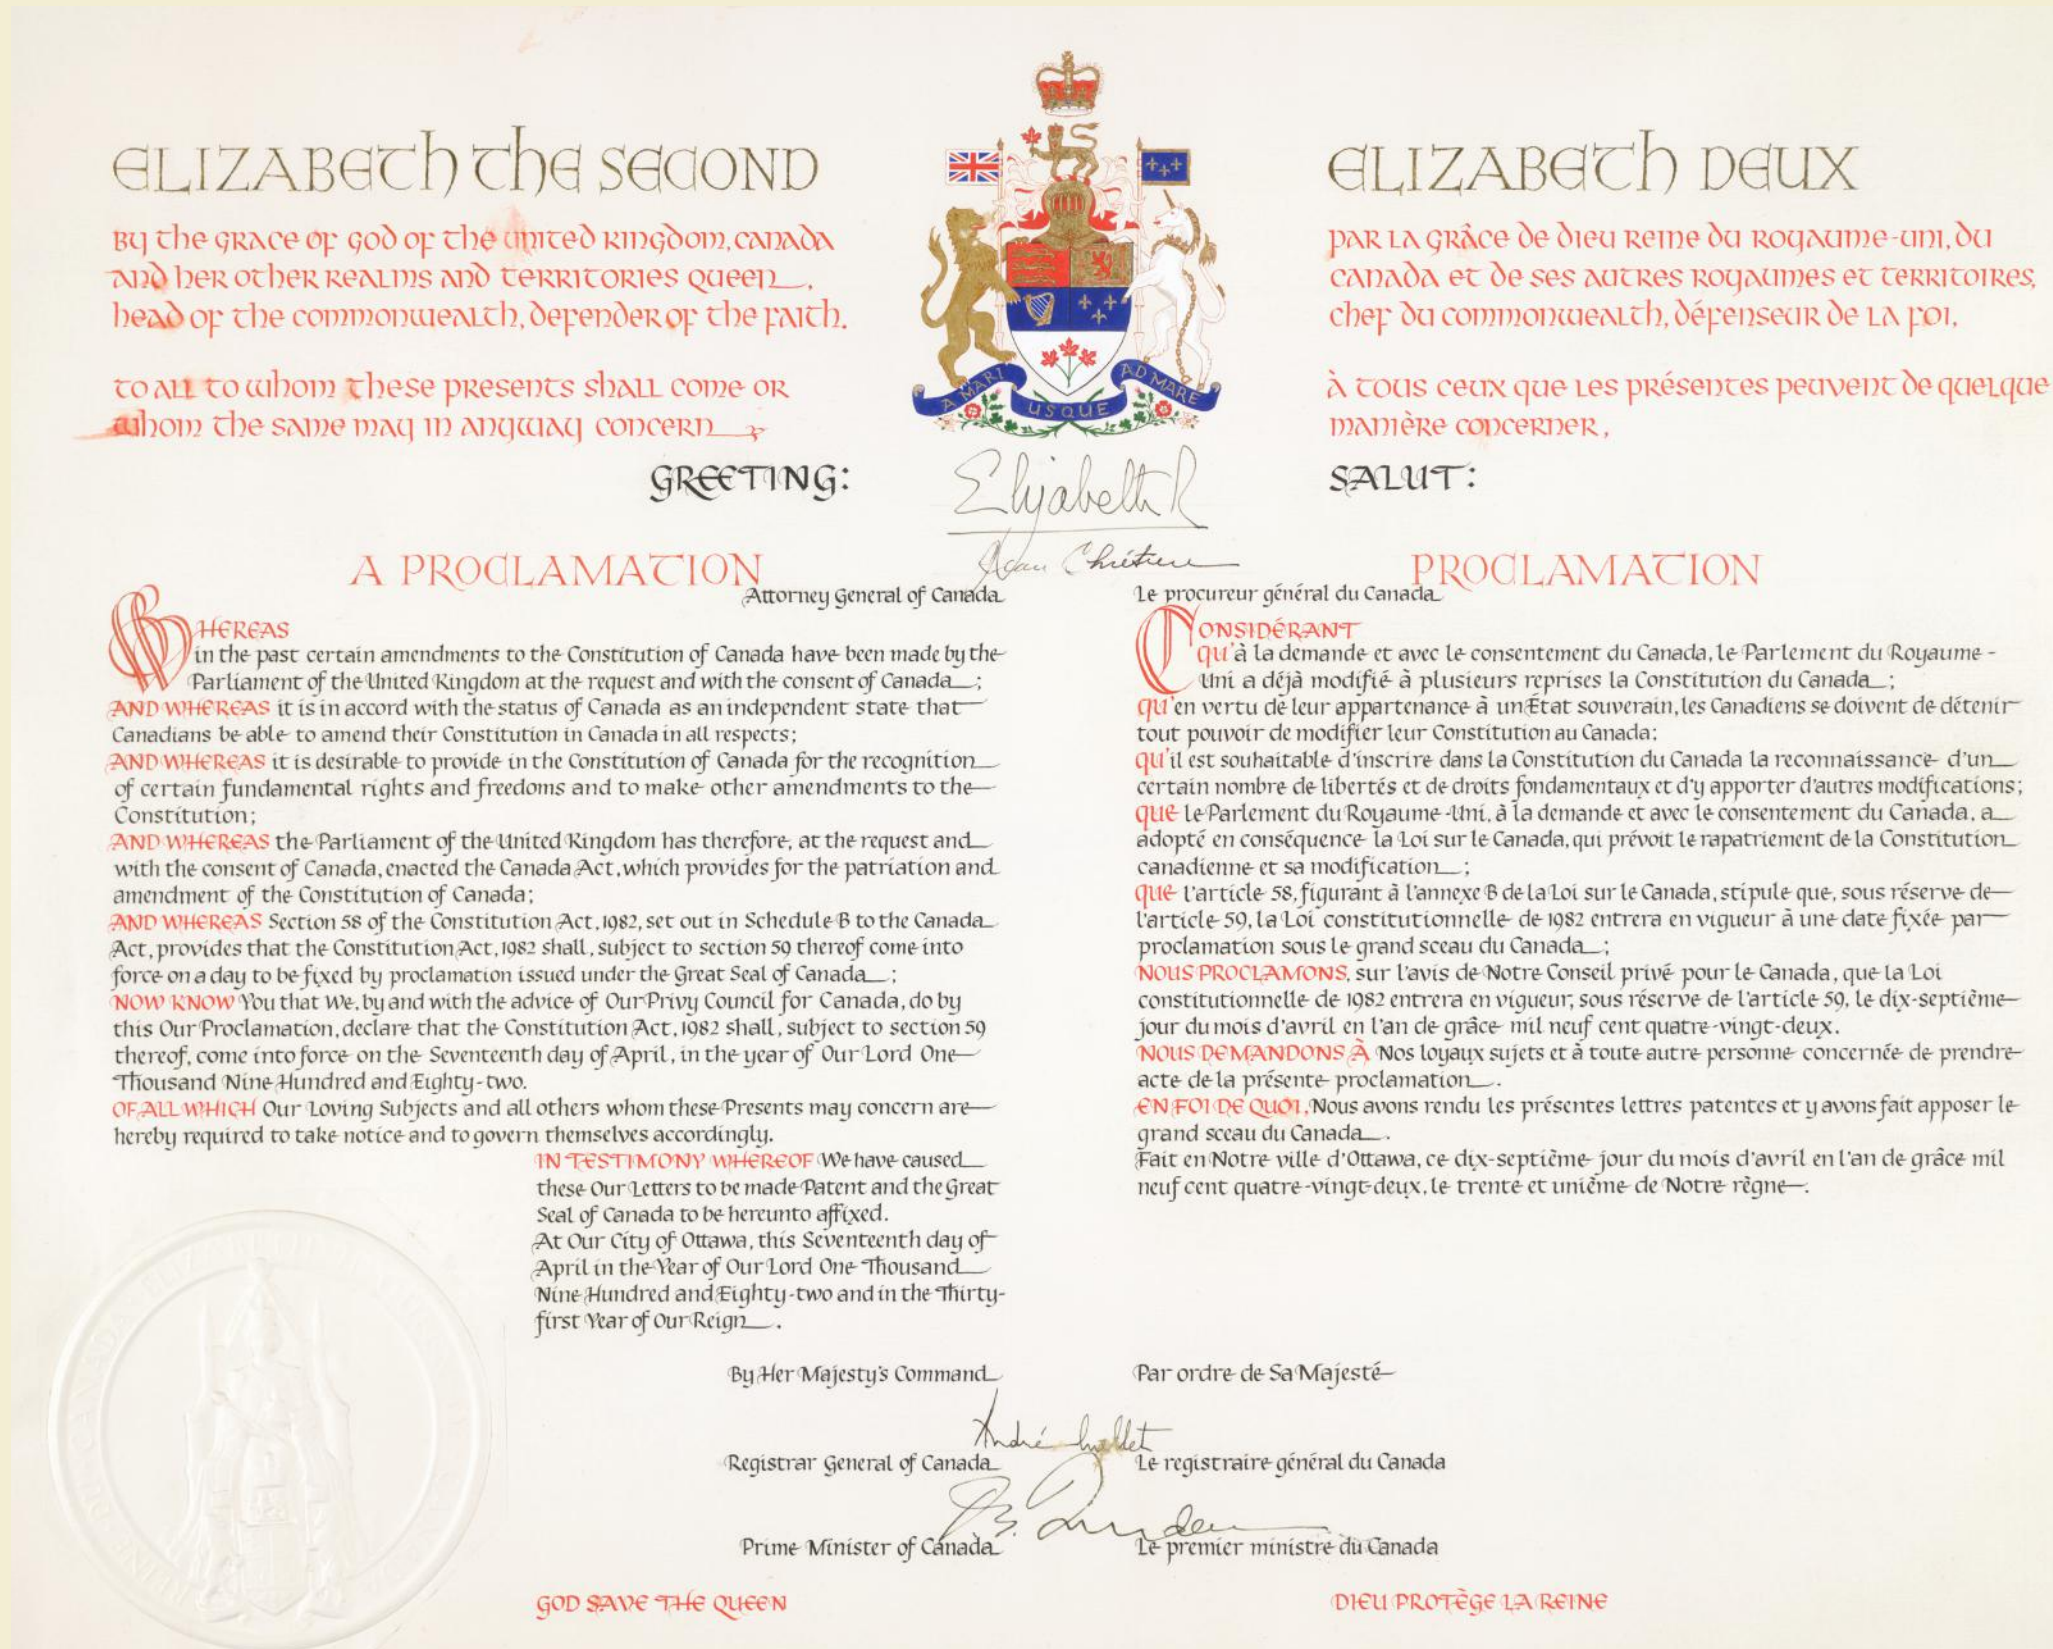 ELIZABETH THE SECOND
BY THE GRACE OF GOD OF THE UNITED KINGDOM, CANADA
AND HER OTHER REALMS AND TERRITORIES QUEEN,
HEAD OF THE COMMONWEALTH, DEFENDER OF THE FAITH.
TO ALL TO WHOM THESE PRESENTS SHALL COME OR
WHOM THE SAME MAY IN ANYWAY CONCERN
GREETING:
A MARI USQUE AD MARE
Elizabeth R
Jean Chrétien
A PROCLAMATION
Attorney General of Canada
WHEREAS
in the past certain amendments to the Constitution of Canada have been made by the
Parliament of the United Kingdom at the request and with the consent of Canada;
AND WHEREAS it is in accord with the status of Canada as an independent state that
Canadians be able to amend their Constitution in Canada in all respects;
AND WHEREAS it is desirable to provide in the Constitution of Canada for the recognition
of certain fundamental rights and freedoms and to make other amendments to the
Constitution;
AND WHEREAS the Parliament of the United Kingdom has therefore, at the request and
with the consent of Canada, enacted the Canada Act, which provides for the patriation and
amendment of the Constitution of Canada;
AND WHEREAS Section 58 of the Constitution Act, 1982, set out in Schedule B to the Canada
Act, provides that the Constitution Act, 1982 shall, subject to section 59 thereof come into
force on a day to be fixed by proclamation issued under the Great Seal of Canada;
NOW KNOW You that We, by and with the advice of Our Privy Council for Canada, do by
this Our Proclamation, declare that the Constitution Act, 1982 shall, subject to section 59
thereof, come into force on the Seventeenth day of April, in the year of Our Lord One
Thousand Nine Hundred and Eighty-two.
OF ALL WHICH Our Loving Subjects and all others whom these Presents may concern are
hereby required to take notice and to govern themselves accordingly.
IN TESTIMONY WHEREOF We have caused
these Our Letters to be made Patent and the Great
Seal of Canada to be hereunto affixed.
At Our City of Ottawa, this Seventeenth day of
April in the Year of Our Lord One Thousand
Nine Hundred and Eighty-two and in the Thirty-
first Year of Our Reign.
By Her Majesty's Command
André Ouellet
Registrar General of Canada
P. E. Trudeau
Prime Minister of Canada
GOD SAVE THE QUEEN
ELIZABETH DEUX
PAR LA GRÂCE DE DIEU REINE DU ROYAUME-UNI, DU
CANADA ET DE SES AUTRES ROYAUMES ET TERRITOIRES,
CHEF DU COMMONWEALTH, DÉFENSEUR DE LA FOI,
À TOUS CEUX QUE LES PRÉSENTES PEUVENT DE QUELQUE
MANIÈRE CONCERNER,
SALUT:
PROCLAMATION
Le procureur général du Canada
CONSIDÉRANT
qu'à la demande et avec le consentement du Canada, le Parlement du Royaume-
Uni a déjà modifié à plusieurs reprises la Constitution du Canada;
qu'en vertu de leur appartenance à un État souverain, les Canadiens se doivent de détenir
tout pouvoir de modifier leur Constitution au Canada;
qu'il est souhaitable d'inscrire dans la Constitution du Canada la reconnaissance d'un
certain nombre de libertés et de droits fondamentaux et d'y apporter d'autres modifications;
que le Parlement du Royaume-Uni, à la demande et avec le consentement du Canada, a
adopté en conséquence la Loi sur le Canada, qui prévoit le rapatriement de la Constitution
canadienne et sa modification;
que l'article 58, figurant à l'annexe B de la Loi sur le Canada, stipule que, sous réserve de
l'article 59, la Loi constitutionnelle de 1982 entrera en vigueur à une date fixée par
proclamation sous le grand sceau du Canada;
NOUS PROCLAMONS, sur l'avis de Notre Conseil privé pour le Canada, que la Loi
constitutionnelle de 1982 entrera en vigueur, sous réserve de l'article 59, le dix-septième
jour du mois d'avril en l'an de grâce mil neuf cent quatre-vingt-deux.
NOUS DEMANDONS À Nos loyaux sujets et à toute autre personne concernée de prendre
acte de la présente proclamation.
EN FOI DE QUOI, Nous avons rendu les présentes lettres patentes et y avons fait apposer le
grand sceau du Canada.
Fait en Notre ville d'Ottawa, ce dix-septième jour du mois d'avril en l'an de grâce mil
neuf cent quatre-vingt-deux, le trente et unième de Notre règne.
Par ordre de Sa Majesté
Le registraire général du Canada
Le premier ministre du Canada
DIEU PROTÈGE LA REINE